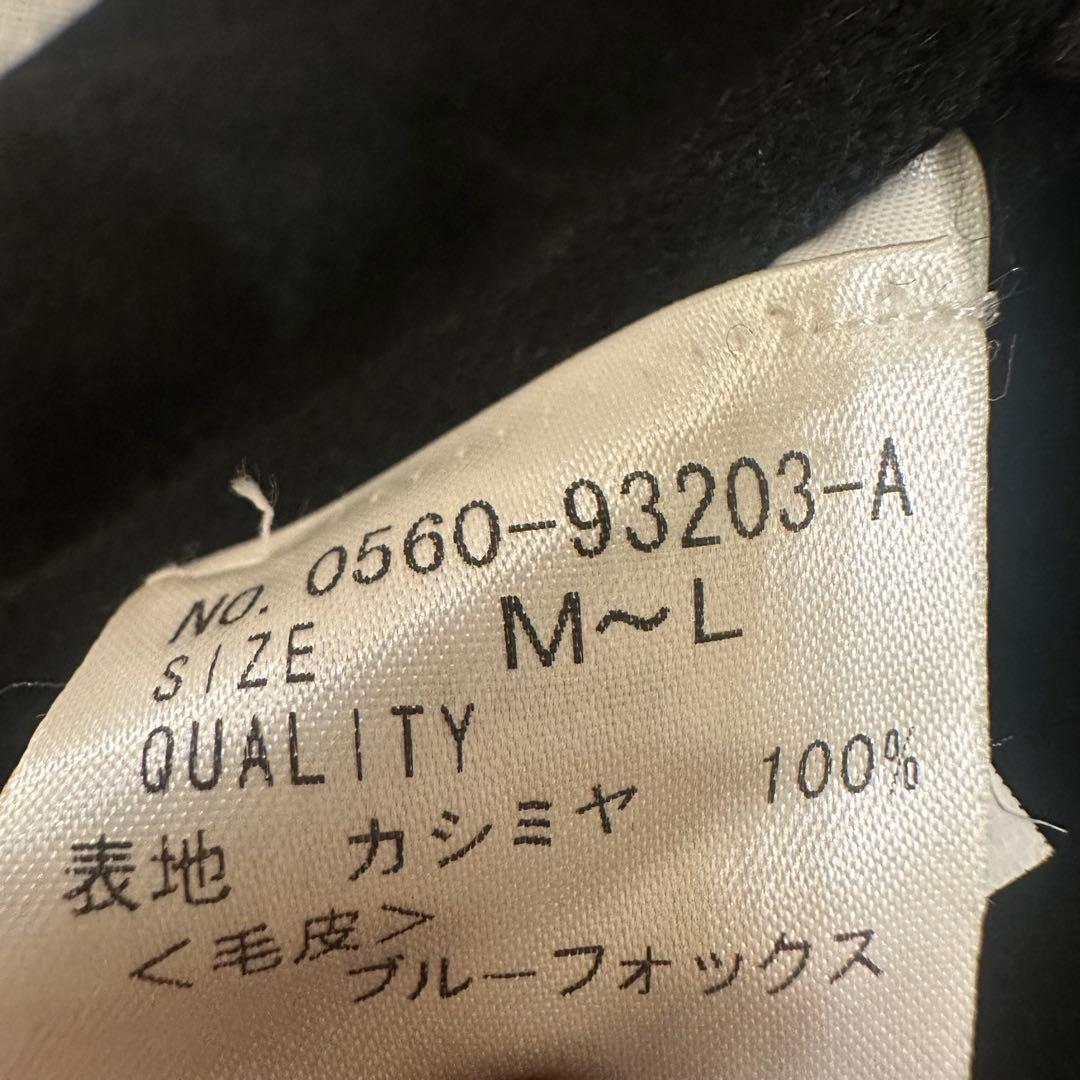 No. 0560-93203-A
SIZE M～L
QUALITY
表地 カシミヤ 100%
＜毛皮＞
ブルーフォックス